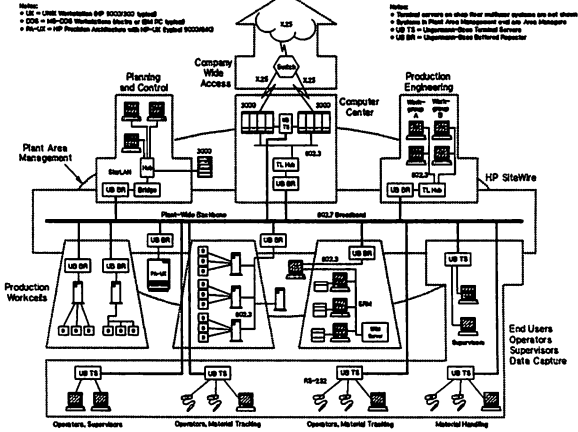 Notes:
• UX = UNIX Workstation (HP 9000/300 typical)
• DOS = MS-DOS Workstations (Vectra or IBM PC typical)
• PA-UX = HP Precision Architecture with HP-UX (typical 9000/840)
Notes:
• Terminal servers on shop floor multiuser systems are not shown
• Systems in Plant Area Management and are Area Managers
• UB TS = Ungermann-Bass Terminal Servers
• UB BR = Ungermann-Bass Buffered Repeater
X.25
Company
Wide
Access
Switch
X.25
X.25
Planning
and Control
Computer
Center
Production
Engineering
3000
3000
UB
TS
802.3
TL Hub
UB BR
Work-
group
A
Work-
group
B
Plant Area
Management
StarLAN
Hub
3000
UB BR
Bridge
802.3
UB BR
TL Hub
HP SiteWire
Plant-Wide Backbone
802.7 Broadband
UB BR
UB BR
UB BR
PA-UX
UB BR
802.3
UB BR
802.3
UB TS
Production
Workcells
Supervisors
End Users
Operators
Supervisors
Data Capture
UB TS
UB TS
UB TS
UB TS
RS-232
Operators, Supervisors
Operators, Material Tracking
Operators, Material Tracking
Material Handling